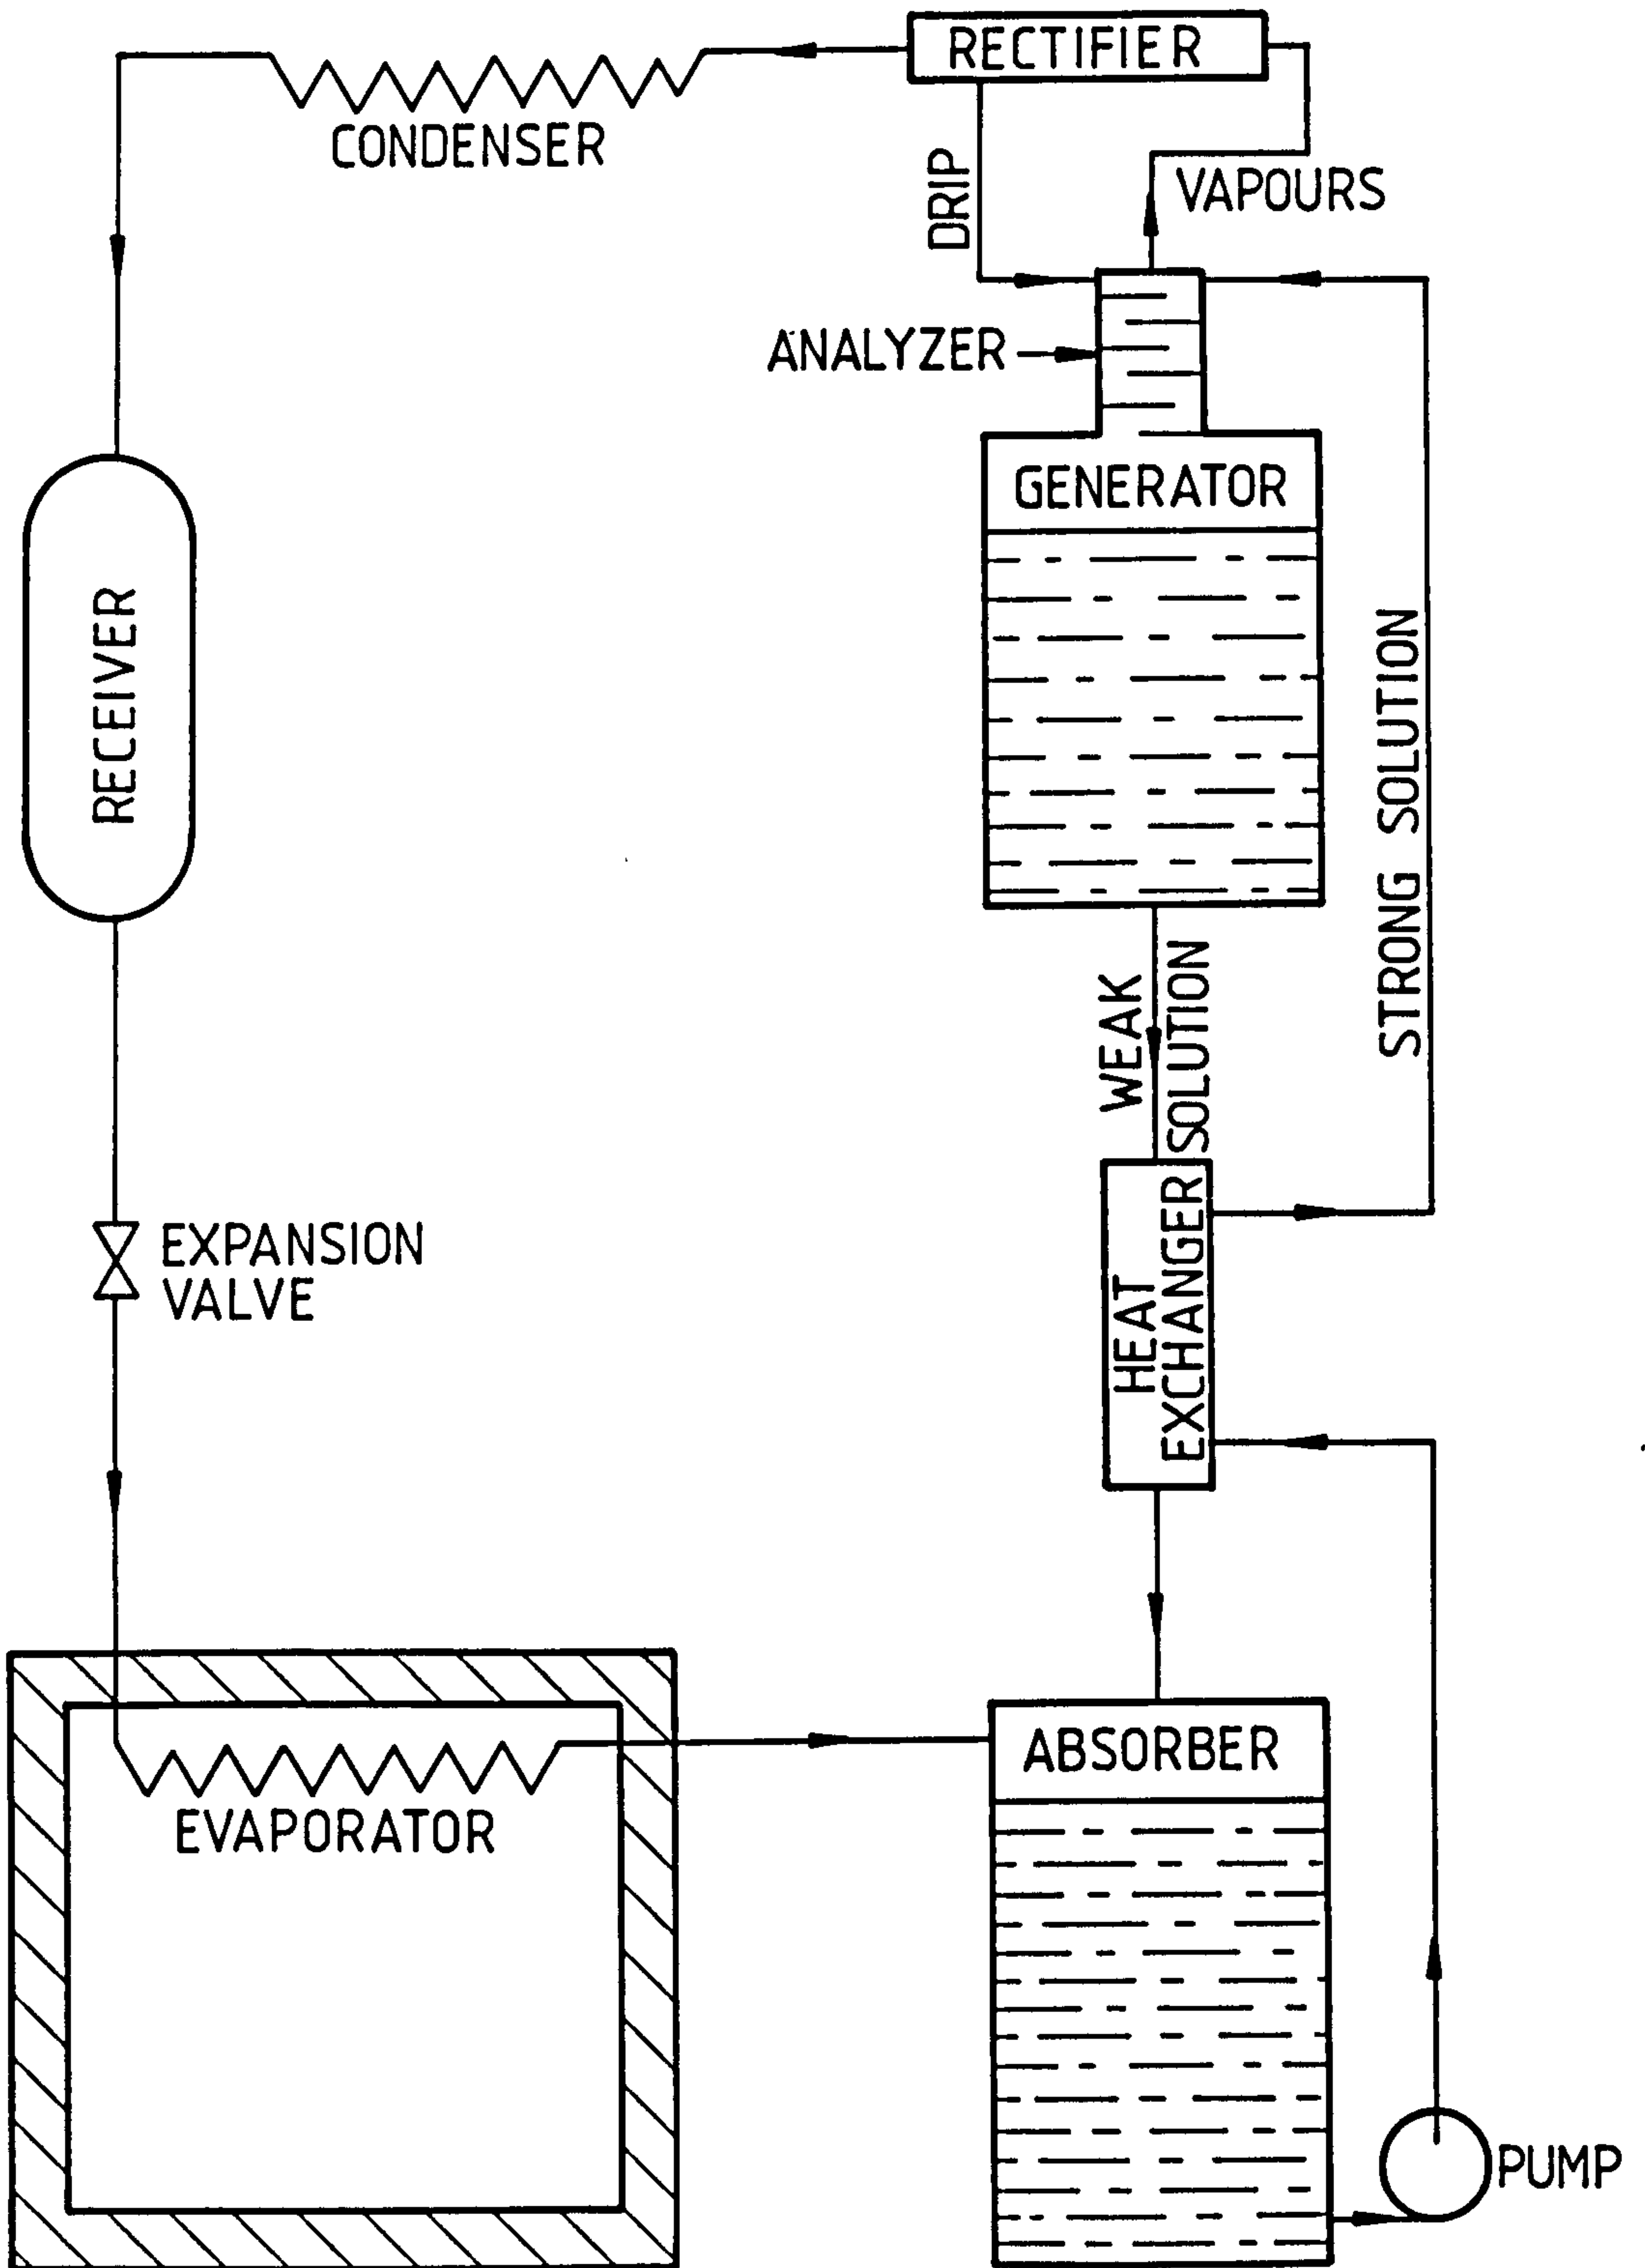 RECTIFIER
CONDENSER
DRIP
VAPOURS
ANALYZER
GENERATOR
RECEIVER
STRONG SOLUTION
WEAK
SOLUTION
EXPANSION
VALVE
HEAT
EXCHANGER
ABSORBER
EVAPORATOR
PUMP